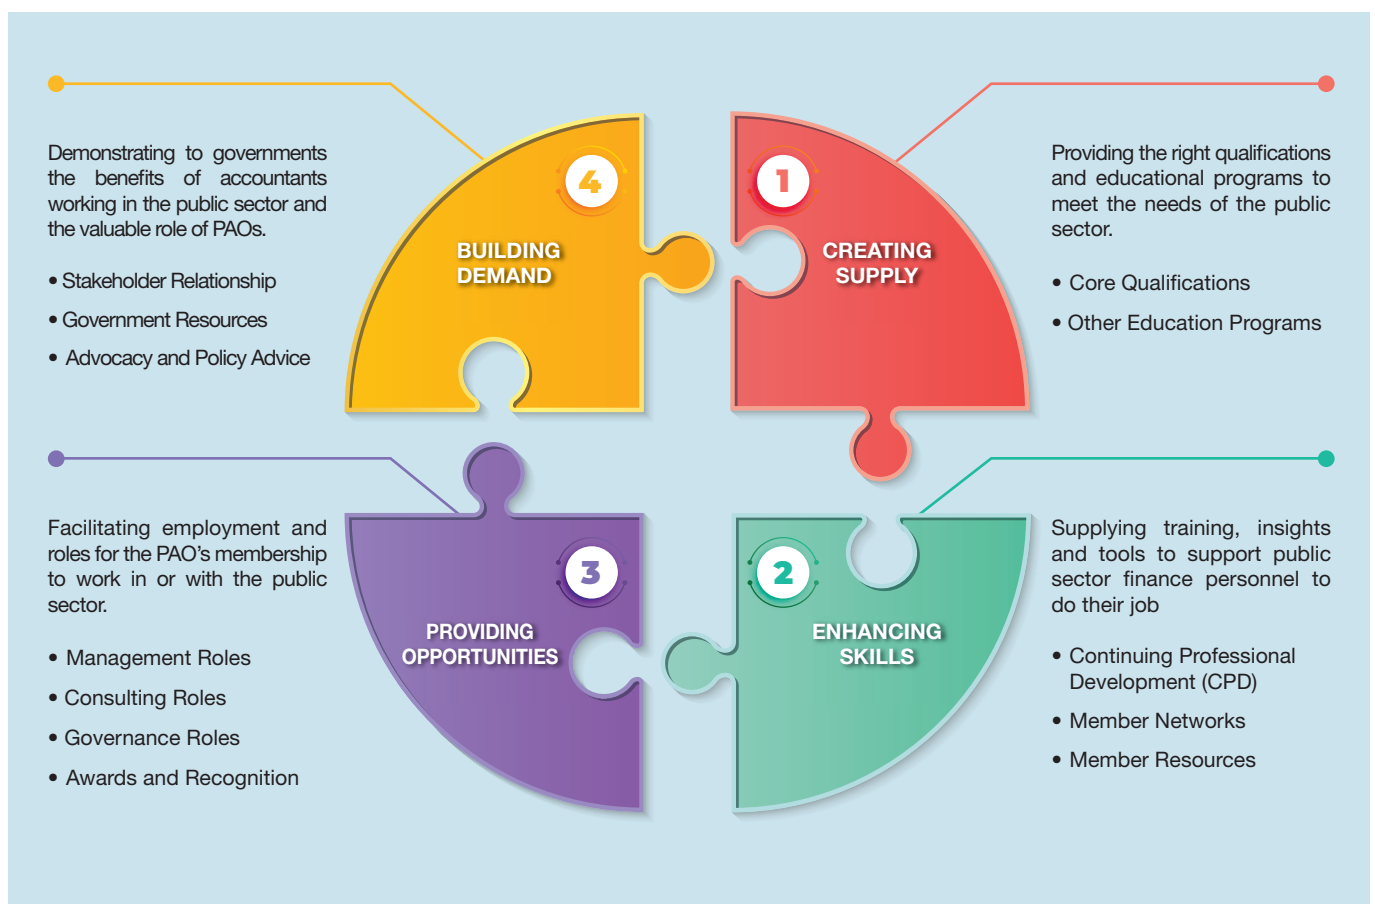 Demonstrating to governments
the benefits of accountants
working in the public sector and
the valuable role of PAOs.
• Stakeholder Relationship
• Government Resources
• Advocacy and Policy Advice
4
BUILDING
DEMAND
1
CREATING
SUPPLY
Providing the right qualifications
and educational programs to
meet the needs of the public
sector.
• Core Qualifications
• Other Education Programs
Facilitating employment and
roles for the PAO’s membership
to work in or with the public
sector.
• Management Roles
• Consulting Roles
• Governance Roles
• Awards and Recognition
3
PROVIDING
OPPORTUNITIES
2
ENHANCING
SKILLS
Supplying training, insights
and tools to support public
sector finance personnel to
do their job
• Continuing Professional
Development (CPD)
• Member Networks
• Member Resources